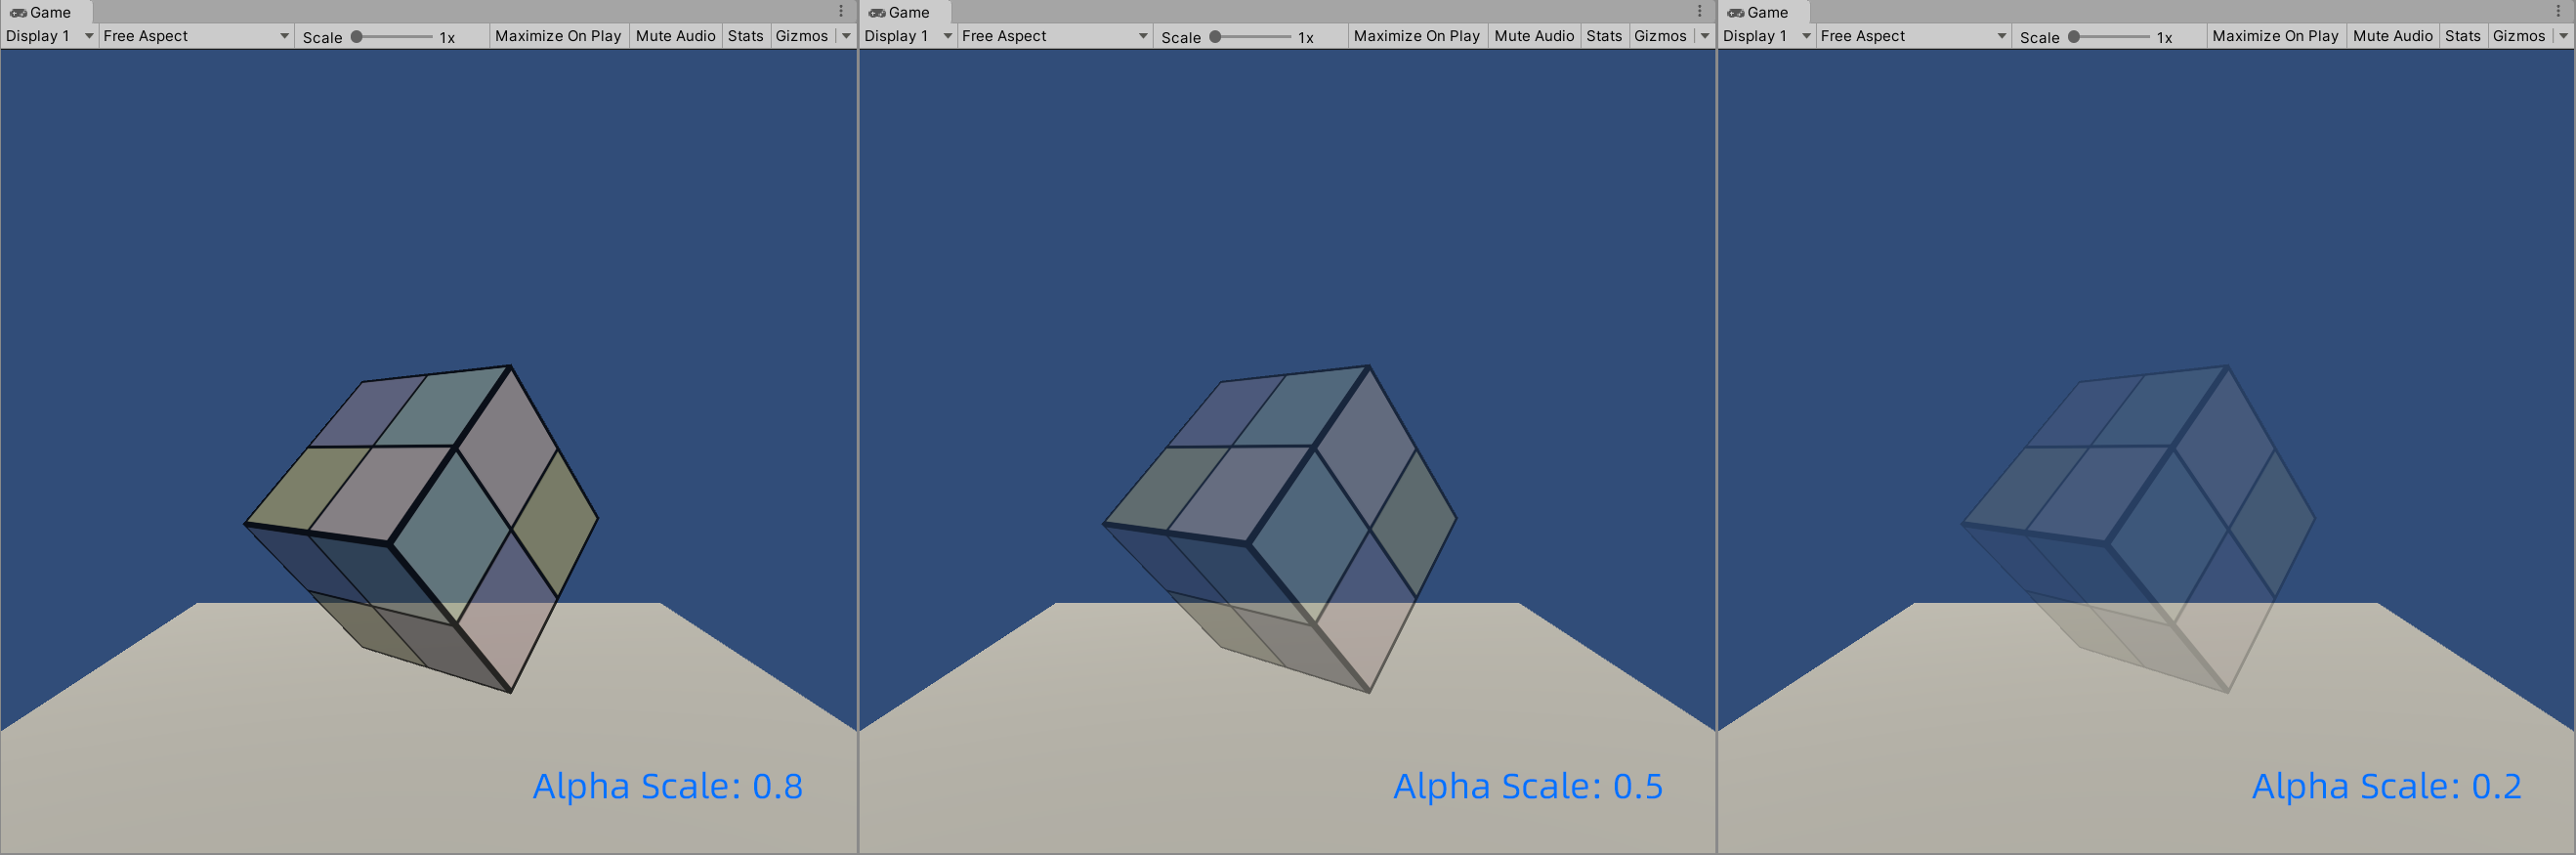 Game
Display 1 Free Aspect Scale 1x Maximize On Play Mute Audio Stats Gizmos
Alpha Scale: 0.8
Game
Display 1 Free Aspect Scale 1x Maximize On Play Mute Audio Stats Gizmos
Alpha Scale: 0.5
Game
Display 1 Free Aspect Scale 1x Maximize On Play Mute Audio Stats Gizmos
Alpha Scale: 0.2